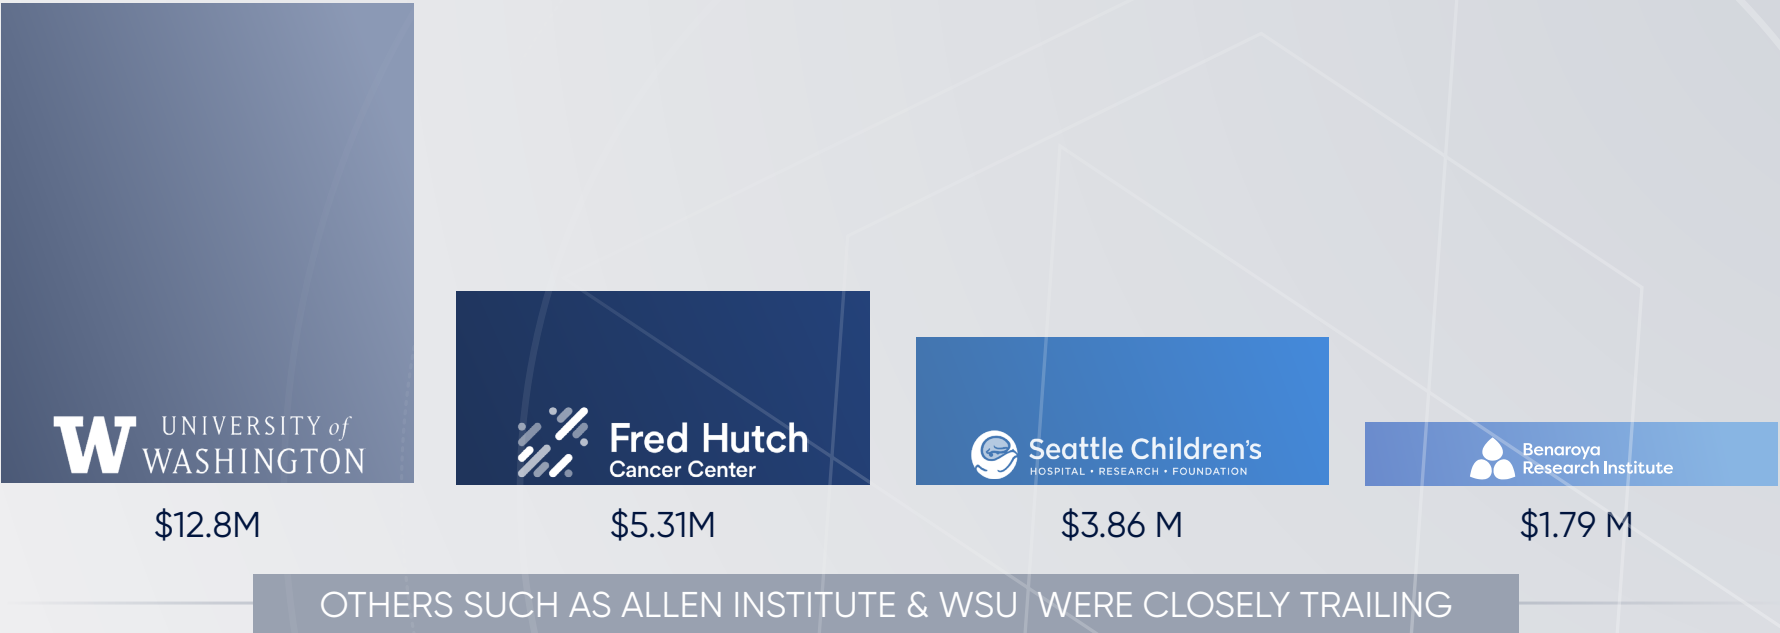 W UNIVERSITY of
WASHINGTON
Fred Hutch
Cancer Center
Seattle Children's
HOSPITAL • RESEARCH • FOUNDATION
Benaroya
Research Institute
$12.8M
$5.31M
$3.86 M
$1.79 M
OTHERS SUCH AS ALLEN INSTITUTE & WSU WERE CLOSELY TRAILING